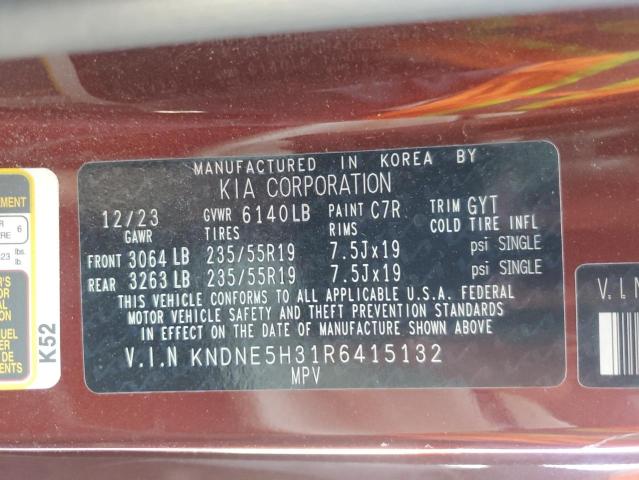 MANUFACTURED IN KOREA BY
KIA CORPORATION
12/23 GVWR 6140LB PAINT C7R TRIM GYT
GAWR TIRES RIMS COLD TIRE INFL
FRONT 3064 LB 235/55R19 7.5Jx19 psi SINGLE
REAR 3263 LB 235/55R19 7.5Jx19 psi SINGLE
THIS VEHICLE CONFORMS TO ALL APPLICABLE U.S.A. FEDERAL
MOTOR VEHICLE SAFETY AND THEFT PREVENTION STANDARDS
IN EFFECT ON THE DATE OF MANUFACTURE SHOWN ABOVE.
V.I.N KNDNE5H31R6415132
MPV
K52
6
lbs.
lb.
V.I.N